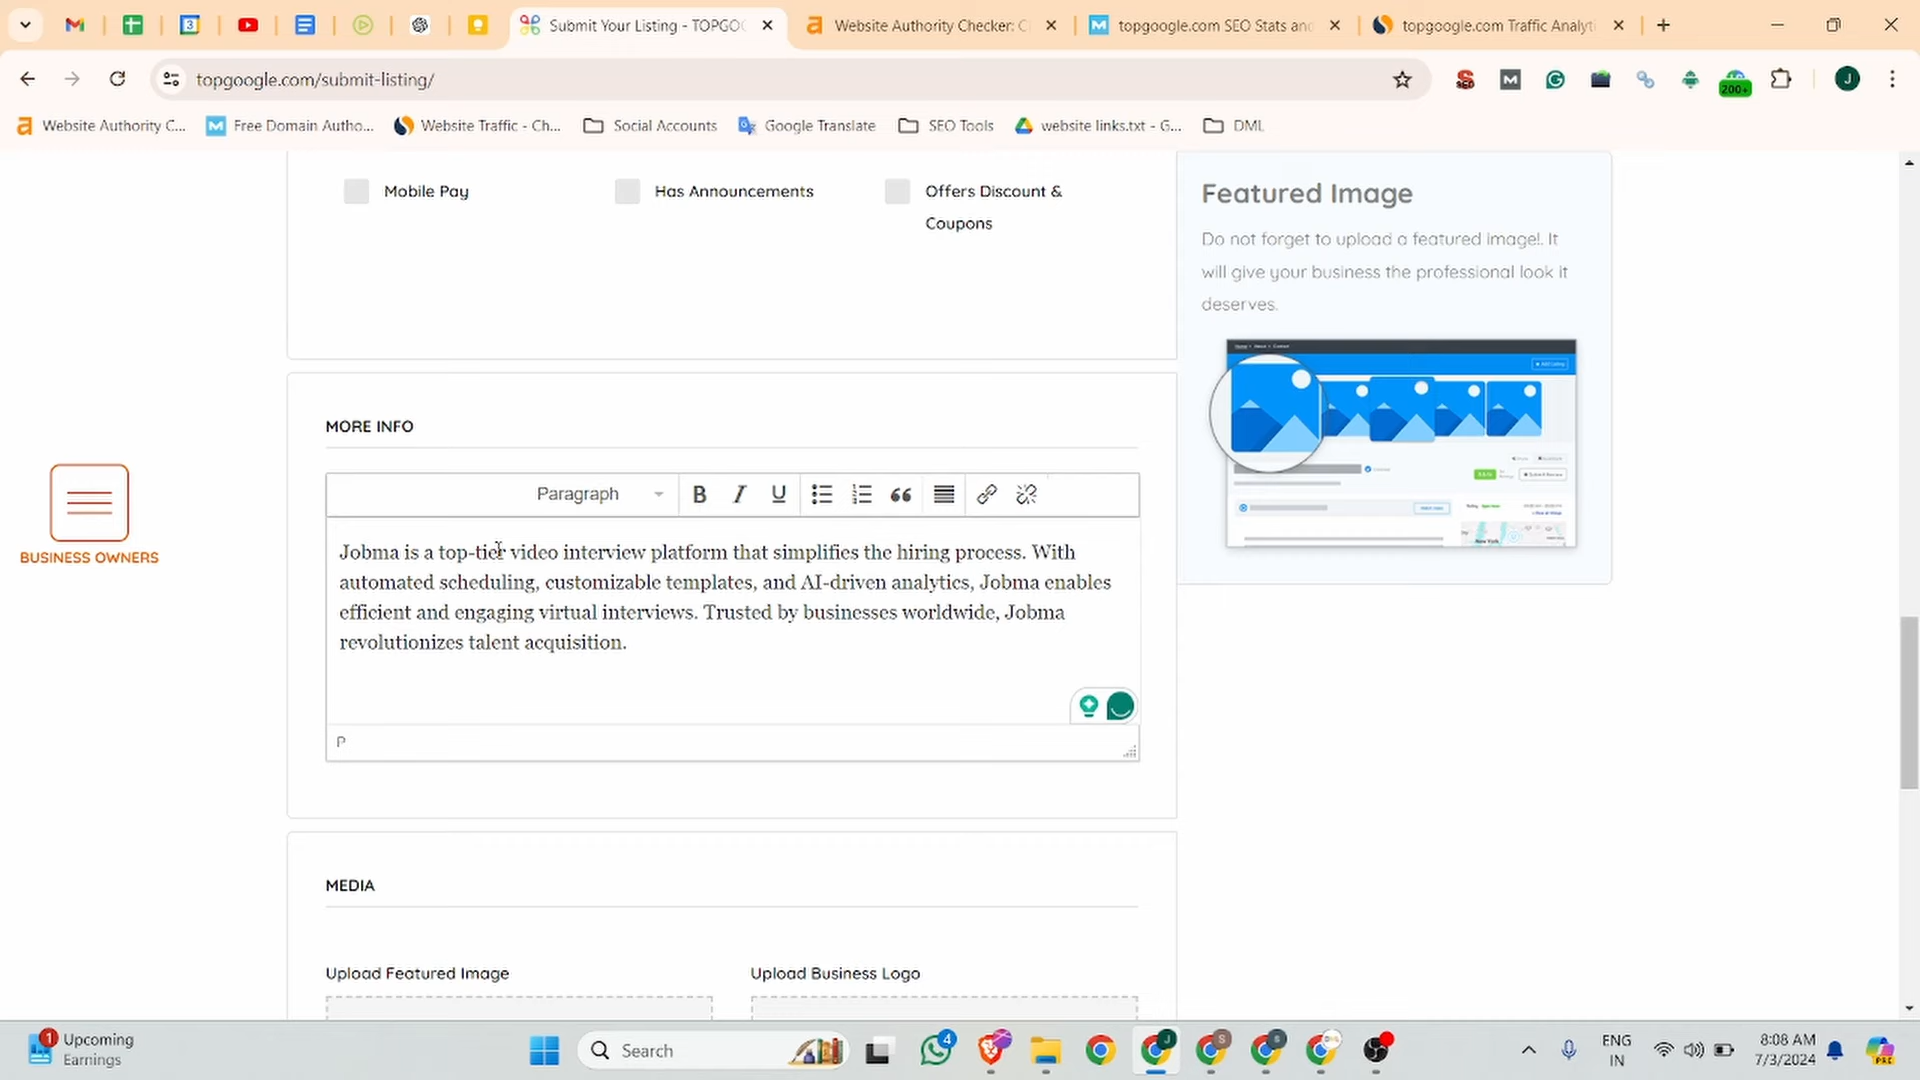 Submit Your Listing - TOPGO
Website Authority Checker: C
topgoogle.com SEO Stats and
topgoogle.com Traffic Analyt
topgoogle.com/submit-listing/
200+
J
Website Authority C...
Free Domain Autho...
Website Traffic - Ch...
Social Accounts
Google Translate
SEO Tools
website links.txt - G...
DML
Mobile Pay
Has Announcements
Offers Discount &
Coupons
Featured Image
Do not forget to upload a featured image!. It
will give your business the professional look it
deserves.
MORE INFO
Paragraph
B I U
Jobma is a top-tier video interview platform that simplifies the hiring process. With
automated scheduling, customizable templates, and AI-driven analytics, Jobma enables
efficient and engaging virtual interviews. Trusted by businesses worldwide, Jobma
revolutionizes talent acquisition.
P
BUSINESS OWNERS
MEDIA
Upload Featured Image
Upload Business Logo
1
Upcoming
Earnings
Search
4
ENG
IN
8:08 AM
7/3/2024